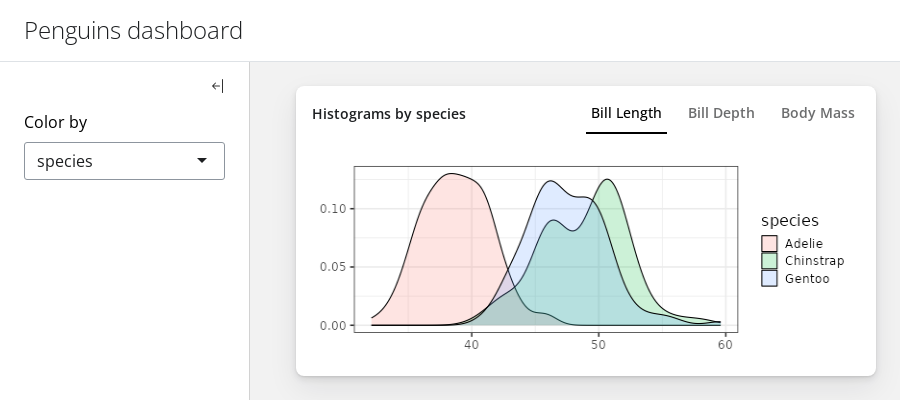 Penguins dashboard
Color by
species
Histograms by species
Bill Length
Bill Depth
Body Mass
0.10
0.05
0.00
40
50
60
species
Adelie
Chinstrap
Gentoo